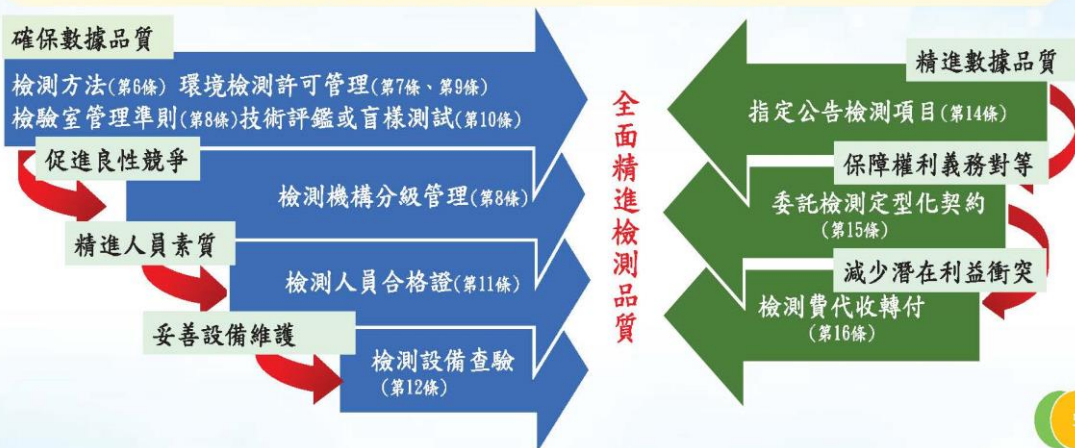 確保數據品質
檢測方法(第6條) 環境檢測許可管理(第7條、第9條)
檢驗室管理準則(第8條)技術評鑑或盲樣測試(第10條)
促進良性競爭
檢測機構分級管理(第8條)
精進人員素質
檢測人員合格證(第11條)
妥善設備維護
檢測設備查驗
(第12條)
全面精進檢測品質
精進數據品質
指定公告檢測項目(第14條)
保障權利義務對等
委託檢測定型化契約
(第15條)
減少潛在利益衝突
檢測費代收轉付
(第16條)